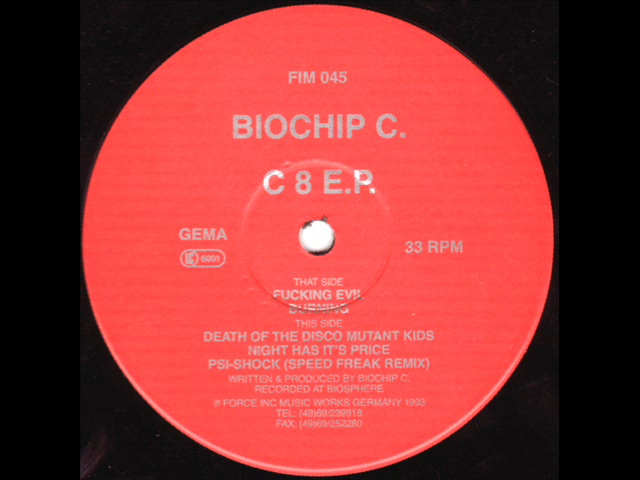 FIM 045
BIOCHIP C.
C 8 E.P.
GEMA
33 RPM
LC 6001
THAT SIDE
FUCKING EVIL
BURNING
THIS SIDE
DEATH OF THE DISCO MUTANT KIDS
NIGHT HAS IT'S PRICE
PSI-SHOCK (SPEED FREAK REMIX)
WRITTEN & PRODUCED BY BIOCHIP C.
RECORDED AT BIOSPHERE
℗ FORCE INC MUSIC WORKS GERMANY 1993
TEL: (49)69/239918
FAX: (49)69/252280